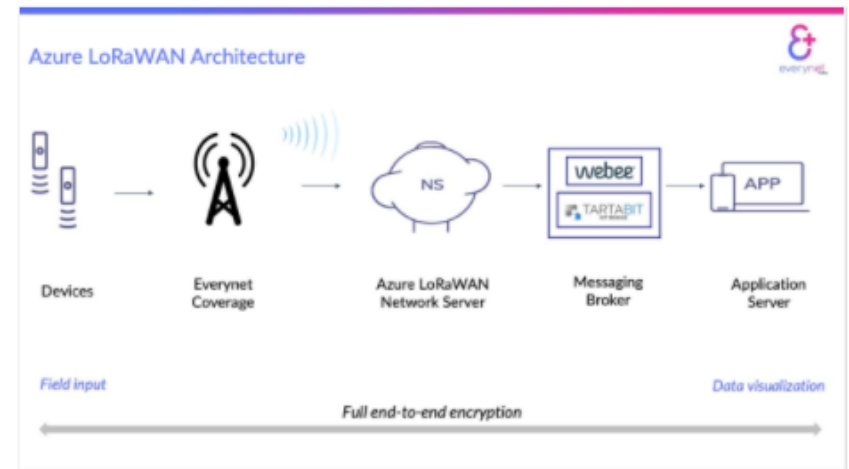 Azure LoRaWAN Architecture
everynet
NS
webee
TARTABIT
APP
Devices
Everynet
Coverage
Azure LoRaWAN
Network Server
Messaging
Broker
Application
Server
Field input
Data visualization
Full end-to-end encryption